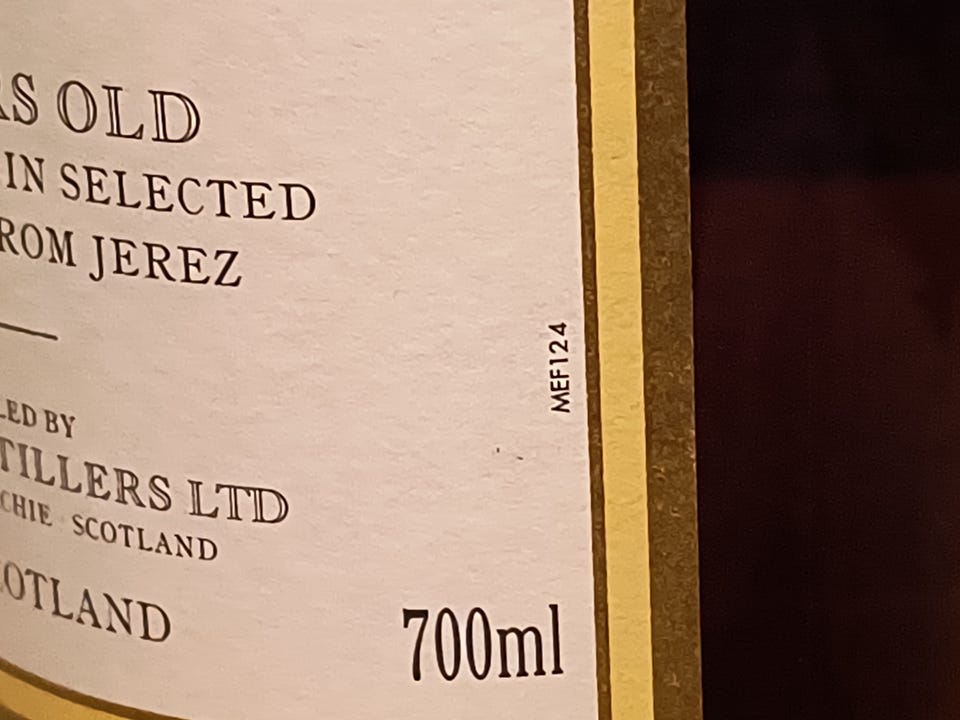 RS OLD
IN SELECTED
ROM JEREZ
LED BY
TILLERS LTD
CHIE SCOTLAND
OTLAND
MEF124
700ml